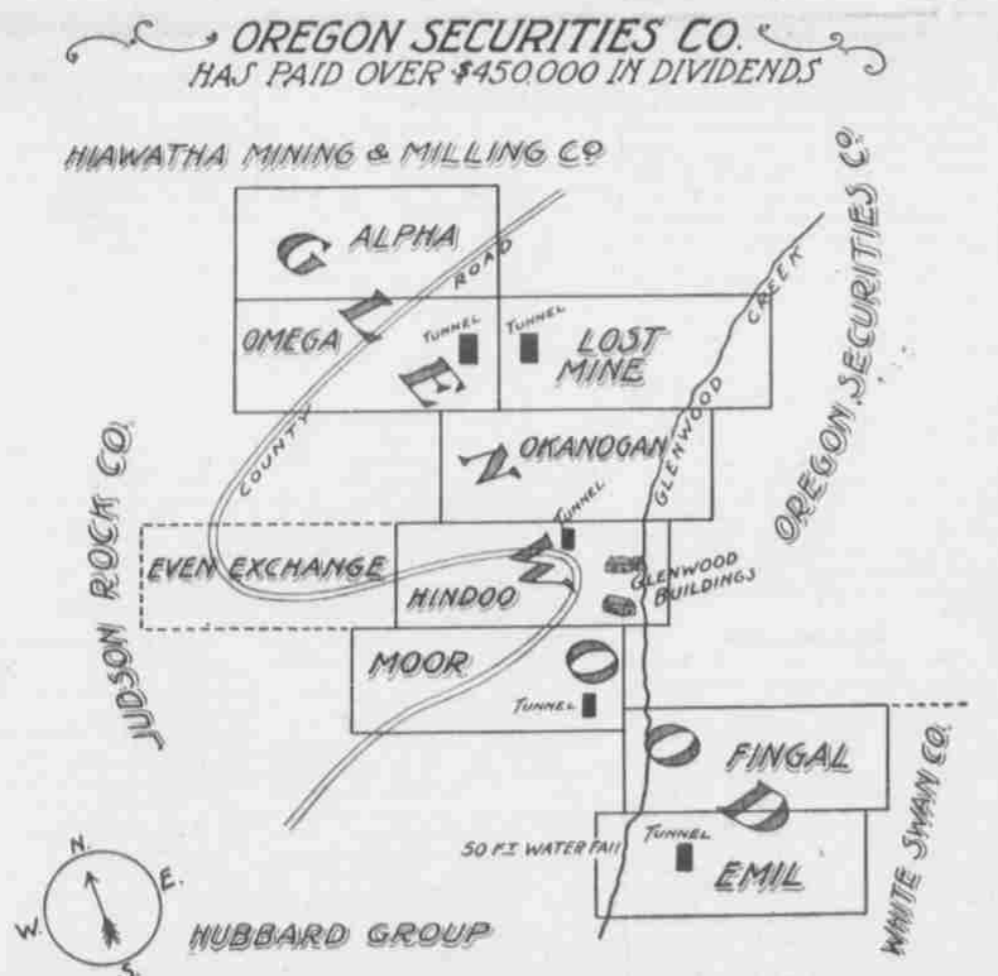 OREGON SECURITIES CO.
HAS PAID OVER $450.000 IN DIVIDENDS
HIAWATHA MINING & MILLING CO
OREGON SECURITIES CO.
JUDSON ROCK CO.
WHITE SWAN CO.
GLENWOOD
ALPHA
COUNTY ROAD
OMEGA
TUNNEL
TUNNEL
LOST
MINE
GLENWOOD CREEK
OKANOGAN
TUNNEL
EVEN EXCHANGE
HINDOO
GLENWOOD
BUILDINGS
MOOR
TUNNEL
FINGAL
50 FT WATER FALL
TUNNEL
EMIL
N.
E.
W.
S.
HUBBARD GROUP